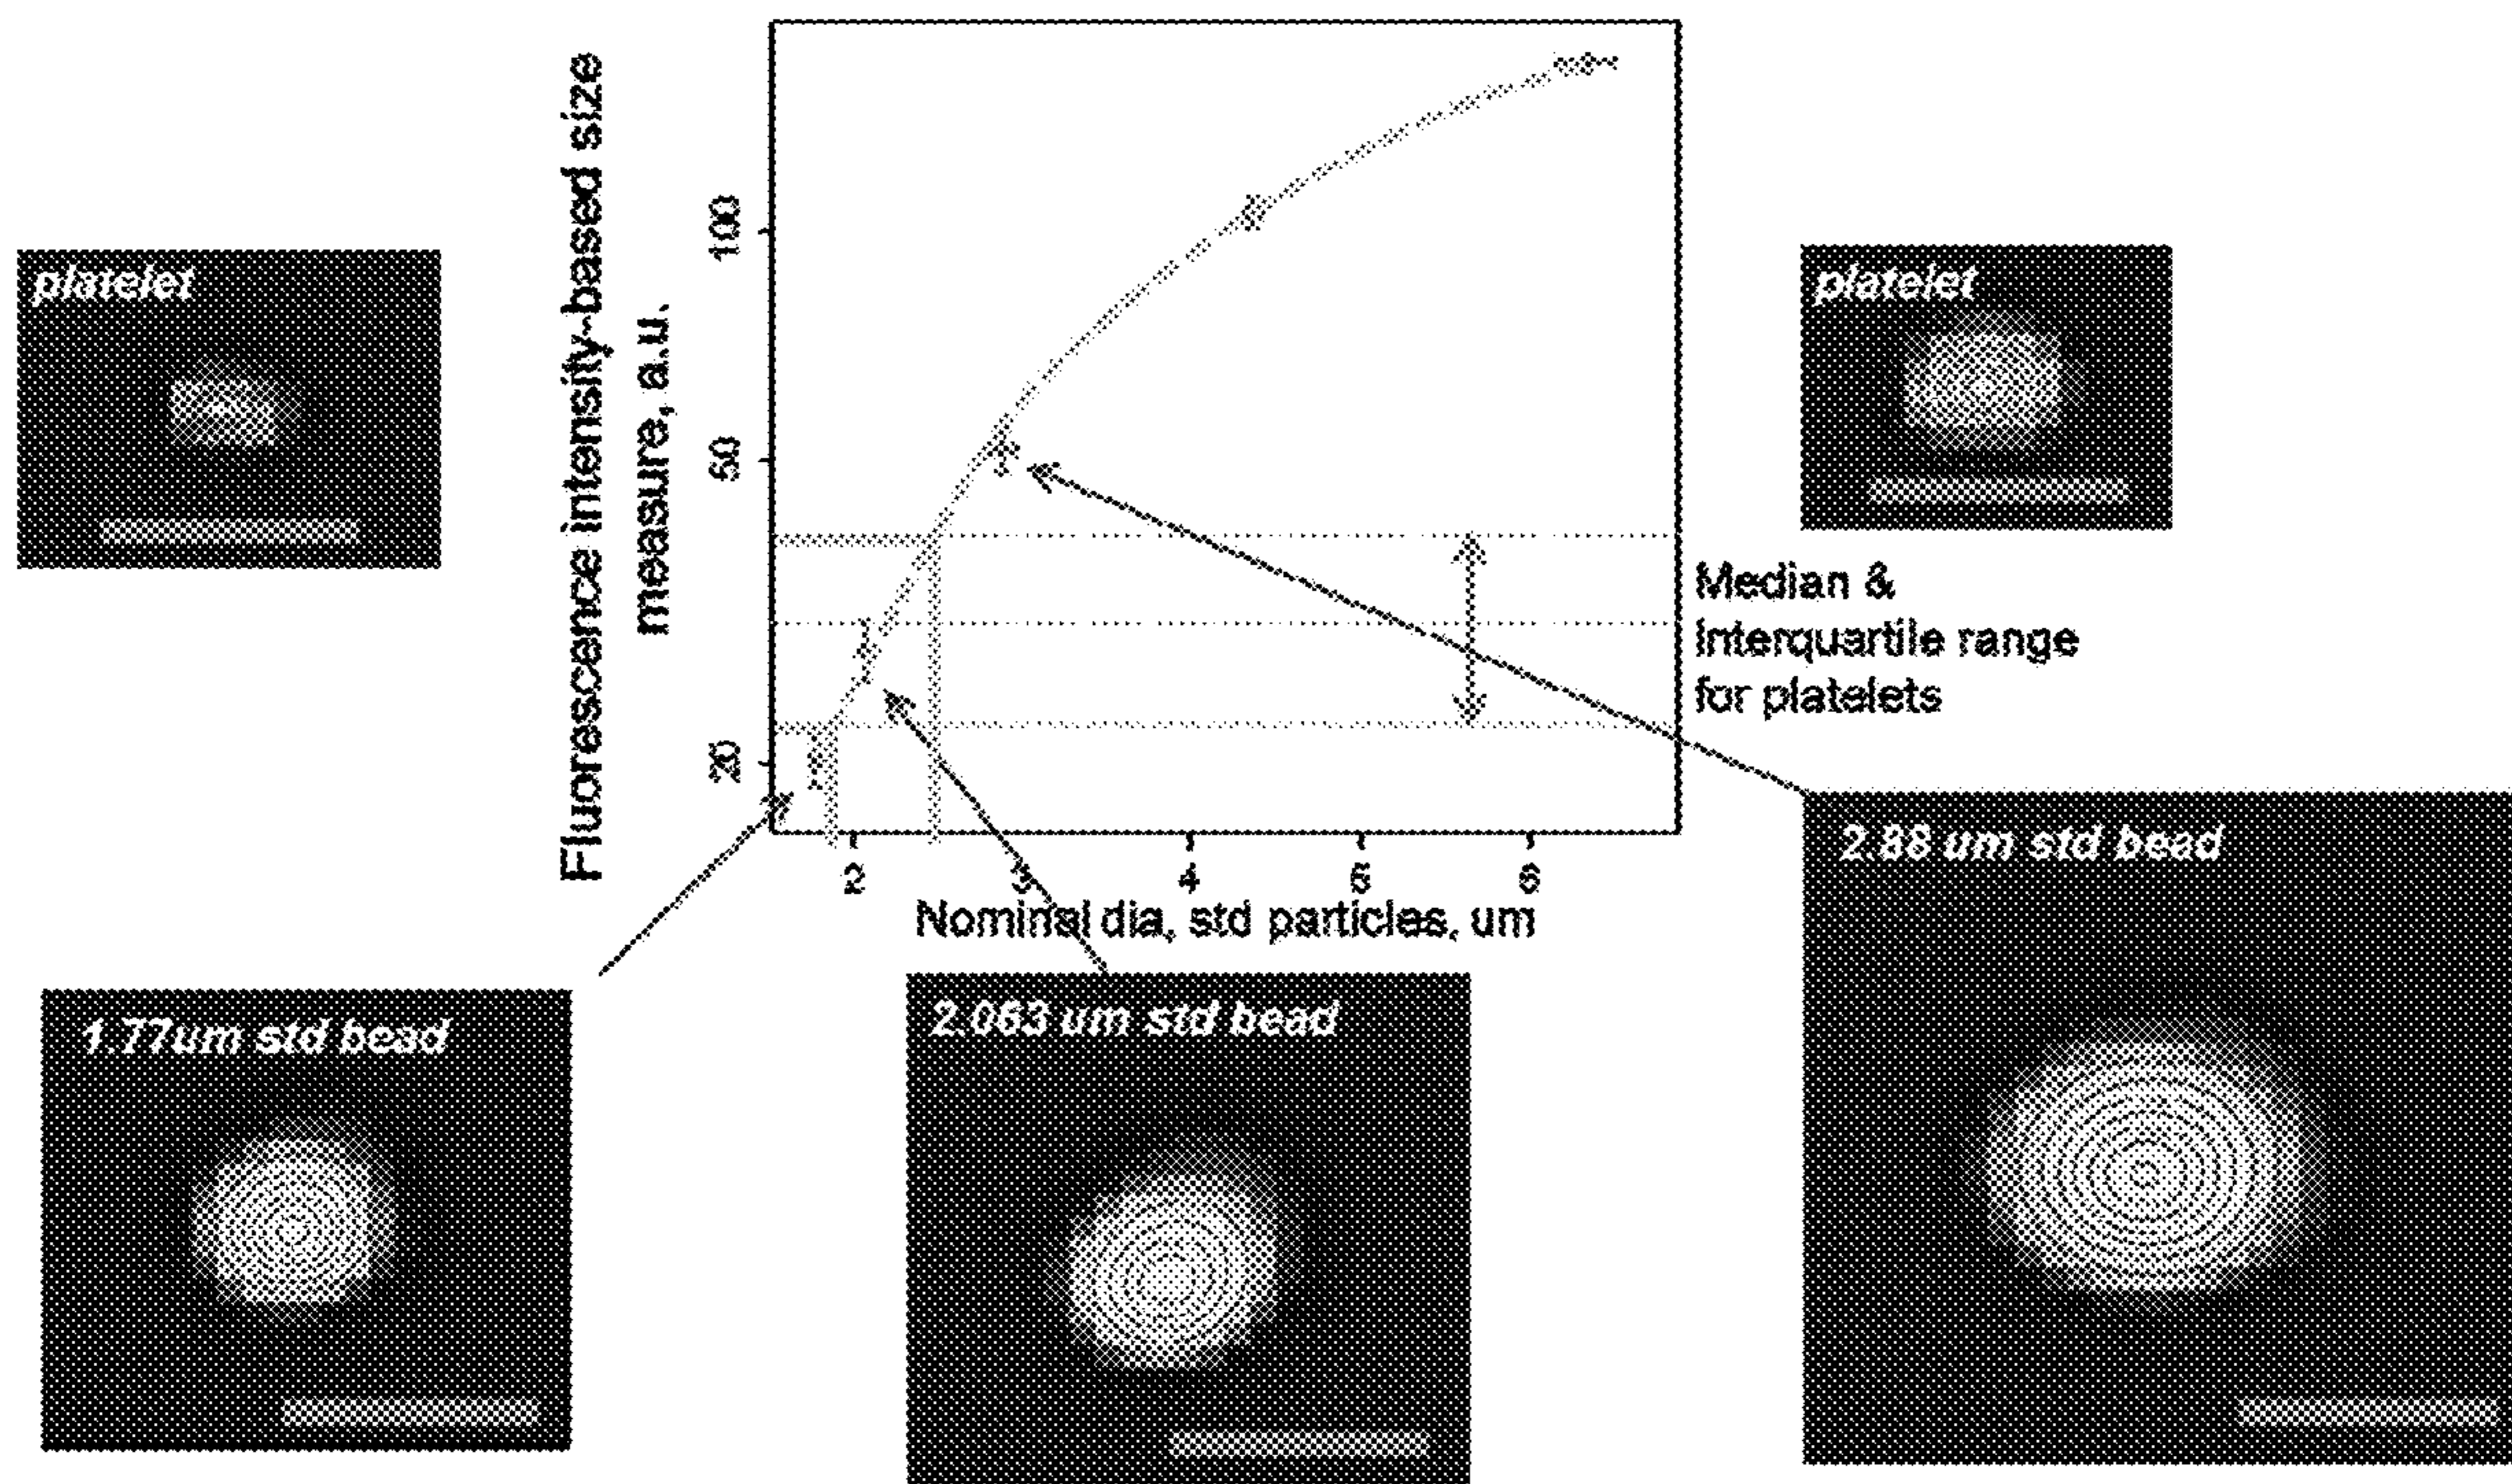 Fluorescence intensity-based size
measure, a.u.
100
50
20
2 3 4 5 6
Nominal dia, std particles, um
platelet
platelet
Median &
interquartile range
for platelets
1.77um std bead
2.063 um std bead
2.88 um std bead